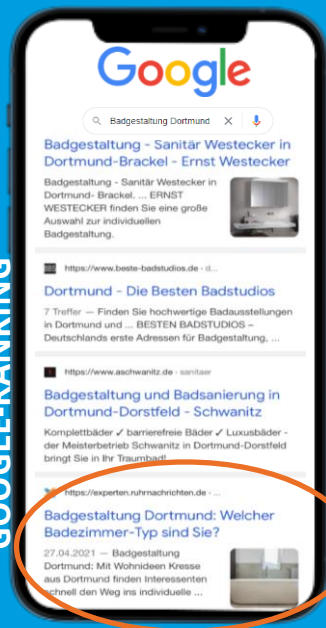 GOOGLE-RANKING
Google
Badgestaltung Dortmund
Badgestaltung - Sanitär Westecker in
Dortmund-Brackel - Ernst Westecker
Badgestaltung - Sanitär Westecker in
Dortmund- Brackel. ... ERNST
WESTECKER finden Sie eine große
Auswahl zur individuellen
Badgestaltung.
https://www.beste-badstudios.de › d...
Dortmund - Die Besten Badstudios
7 Treffer — Finden Sie hochwertige Badausstellungen
in Dortmund und ... BESTEN BADSTUDIOS –
Deutschlands erste Adressen für Badgestaltung, ...
https://www.aschwanitz.de › sanitaer
Badgestaltung und Badsanierung in
Dortmund-Dorstfeld - Schwanitz
Komplettbäder ✓ barrierefreie Bäder ✓ Luxusbäder -
der Meisterbetrieb Schwanitz in Dortmund-Dorstfeld
bringt Sie in Ihr Traumbad!
https://experten.ruhrnachrichten.de › ...
Badgestaltung Dortmund: Welcher
Badezimmer-Typ sind Sie?
27.04.2021 — Badgestaltung
Dortmund: Mit Wohnideen Kresse
aus Dortmund finden Interessenten
schnell den Weg ins individuelle ...